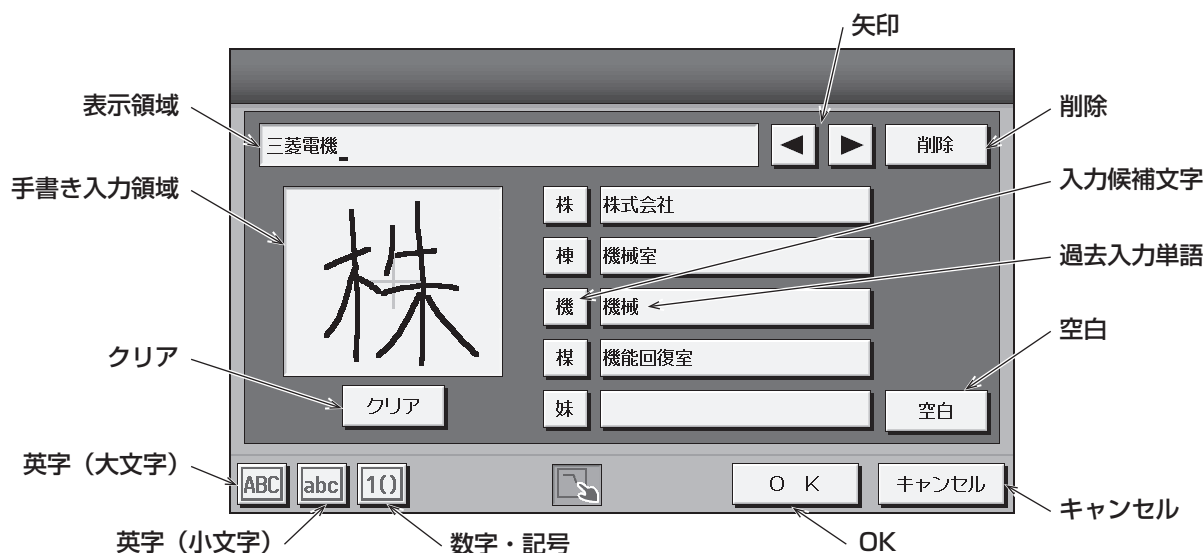 矢印
表示領域
削除
三菱電機_
◀ ▶ 削除
手書き入力領域
入力候補文字
株
株 株式会社
棟 機械室
過去入力単語
機 機械
空白
クリア
楳 機能回復室
クリア
妹
空白
英字（大文字）
ABC abc 1()
O K キャンセル
キャンセル
英字（小文字）
数字・記号
OK